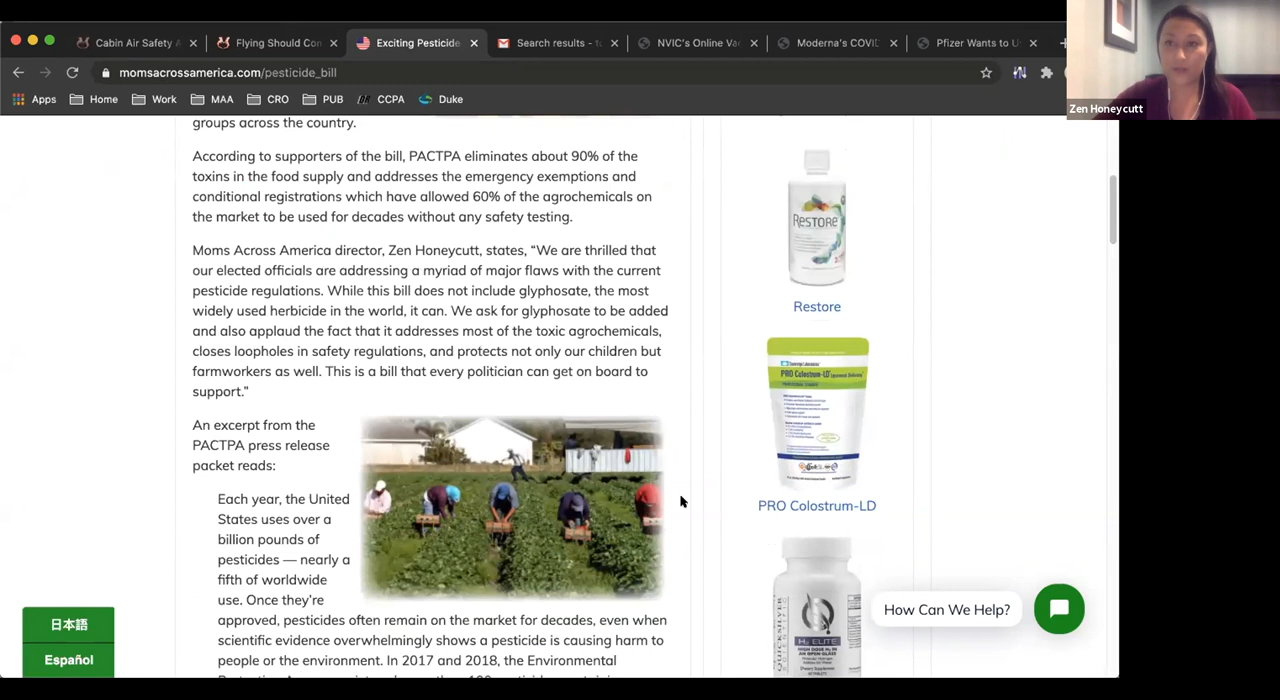 Cabin Air Safety A
Flying Should Con
Exciting Pesticide
Search results - t
NVIC's Online Va
Moderna's COVI
Pfizer Wants to U
momsacrossamerica.com/pesticide_bill
Apps
Home
Work
MAA
CRO
PUB
CCPA
Duke
Zen Honeycutt
groups across the country.
According to supporters of the bill, PACTPA eliminates about 90% of the
toxins in the food supply and addresses the emergency exemptions and
conditional registrations which have allowed 60% of the agrochemicals on
the market to be used for decades without any safety testing.
Moms Across America director, Zen Honeycutt, states, “We are thrilled that
our elected officials are addressing a myriad of major flaws with the current
pesticide regulations. While this bill does not include glyphosate, the most
widely used herbicide in the world, it can. We ask for glyphosate to be added
and also applaud the fact that it addresses most of the toxic agrochemicals,
closes loopholes in safety regulations, and protects not only our children but
farmworkers as well. This is a bill that every politician can get on board to
support.”
An excerpt from the
PACTPA press release
packet reads:
Each year, the United
States uses over a
billion pounds of
pesticides — nearly a
fifth of worldwide
use. Once they're
approved, pesticides often remain on the market for decades, even when
scientific evidence overwhelmingly shows a pesticide is causing harm to
people or the environment. In 2017 and 2018, the Environmental
RESTORE
Restore
PRO Colostrum-LD
PRO Colostrum-LD
QUICKSILVER
SCIENTIFIC
H2 ELITE
How Can We Help?
日本語
Español